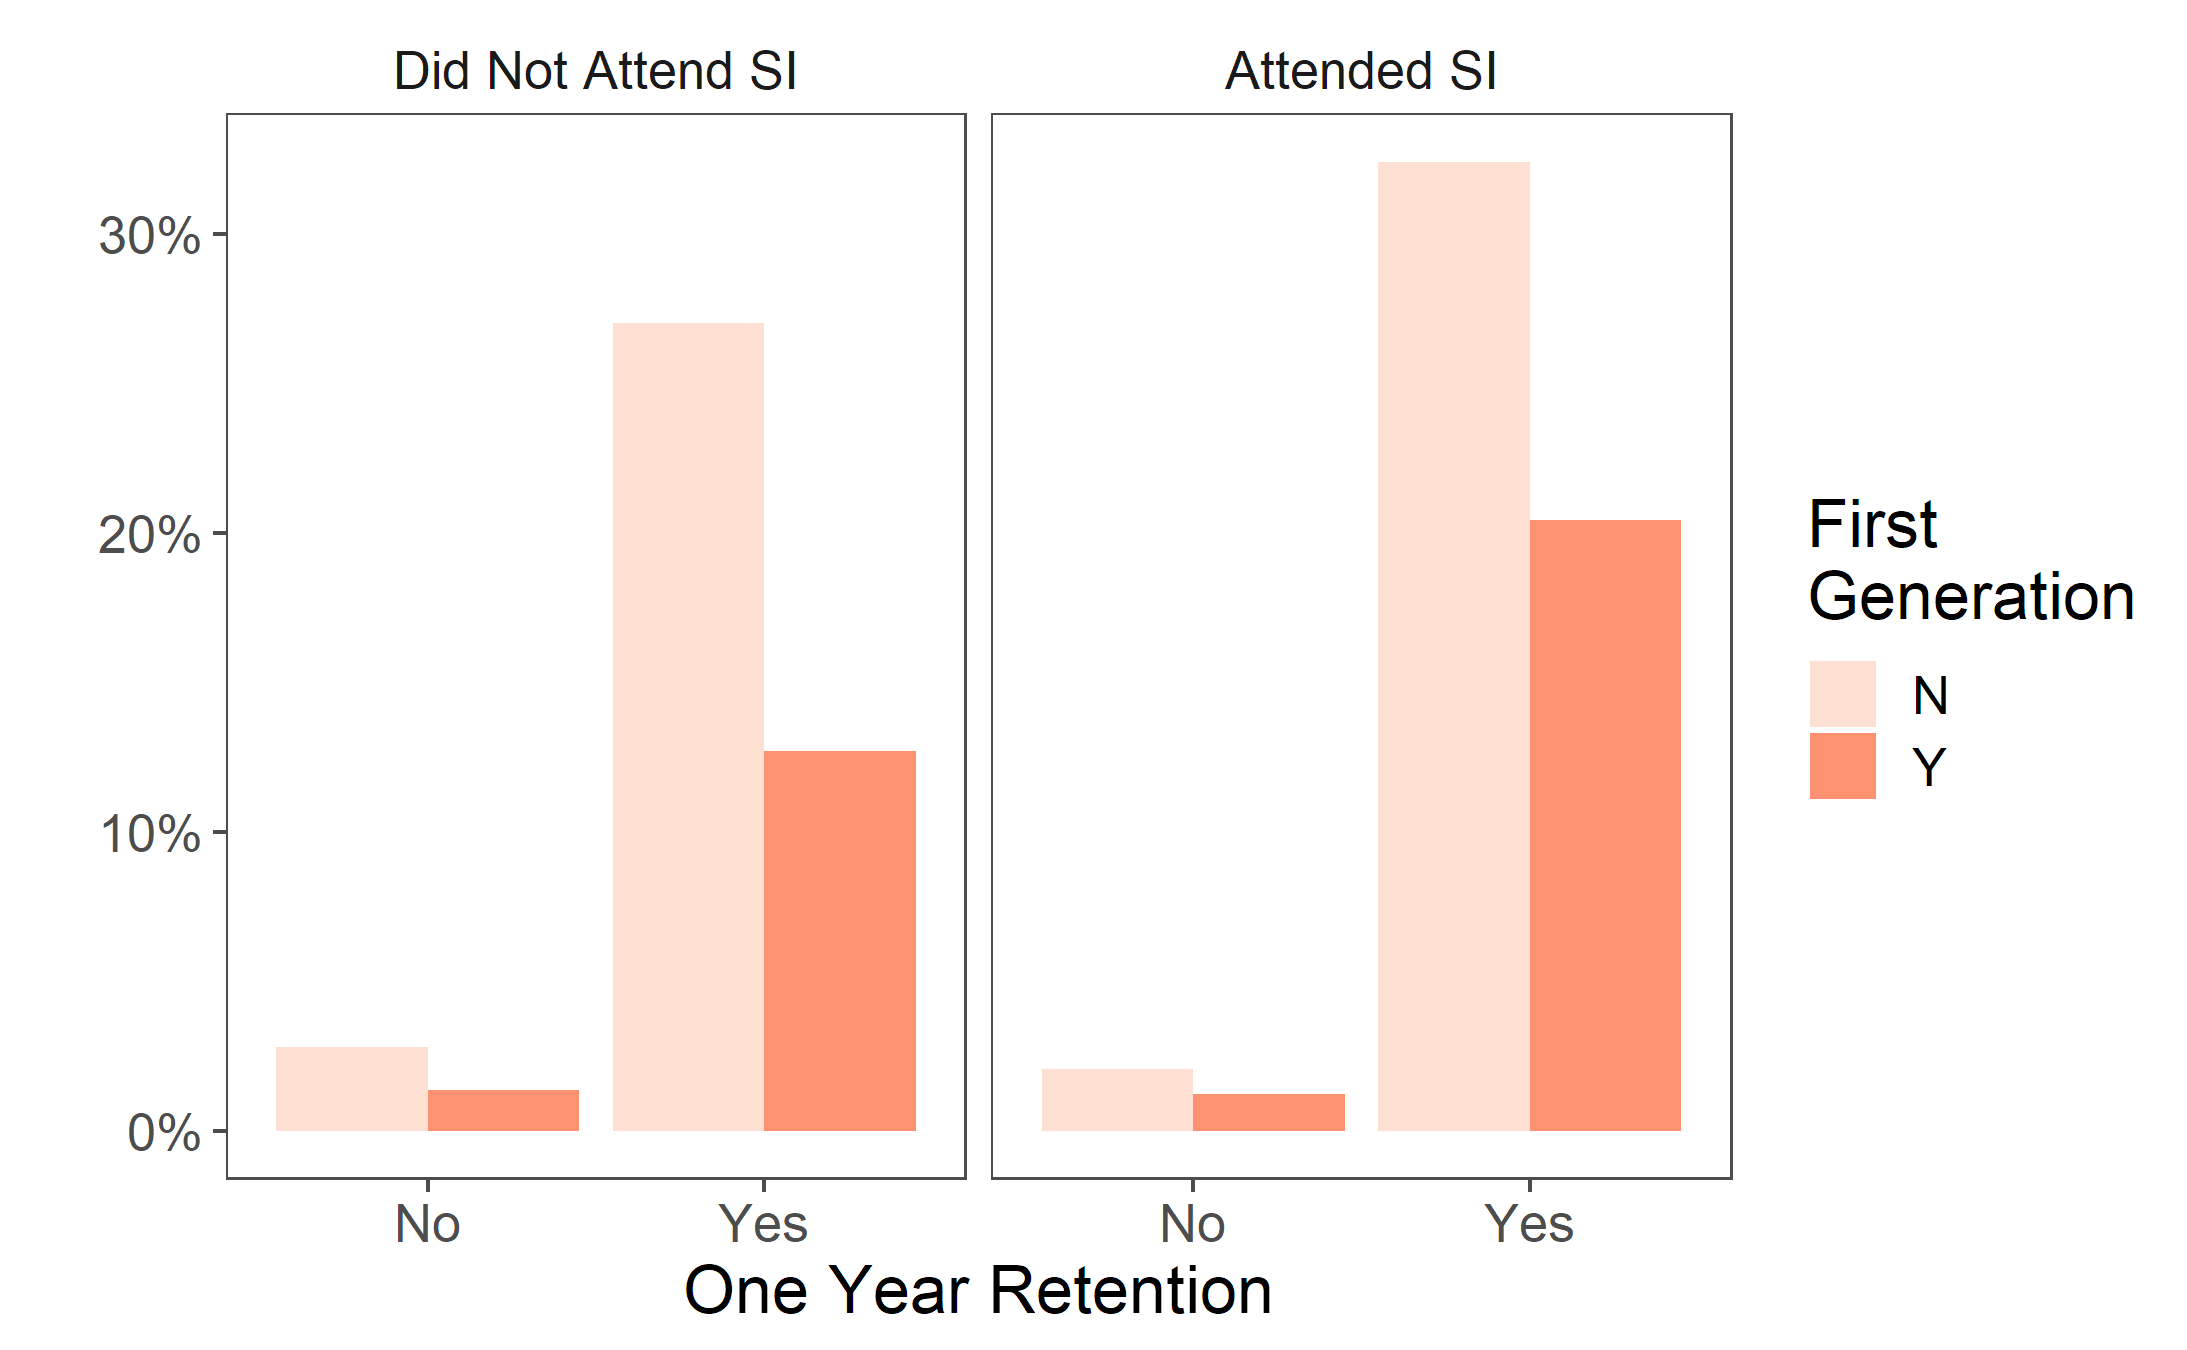 Did Not Attend SI
Attended SI
30%
20%
10%
0%
No
Yes
No
Yes
One Year Retention
First
Generation
N
Y